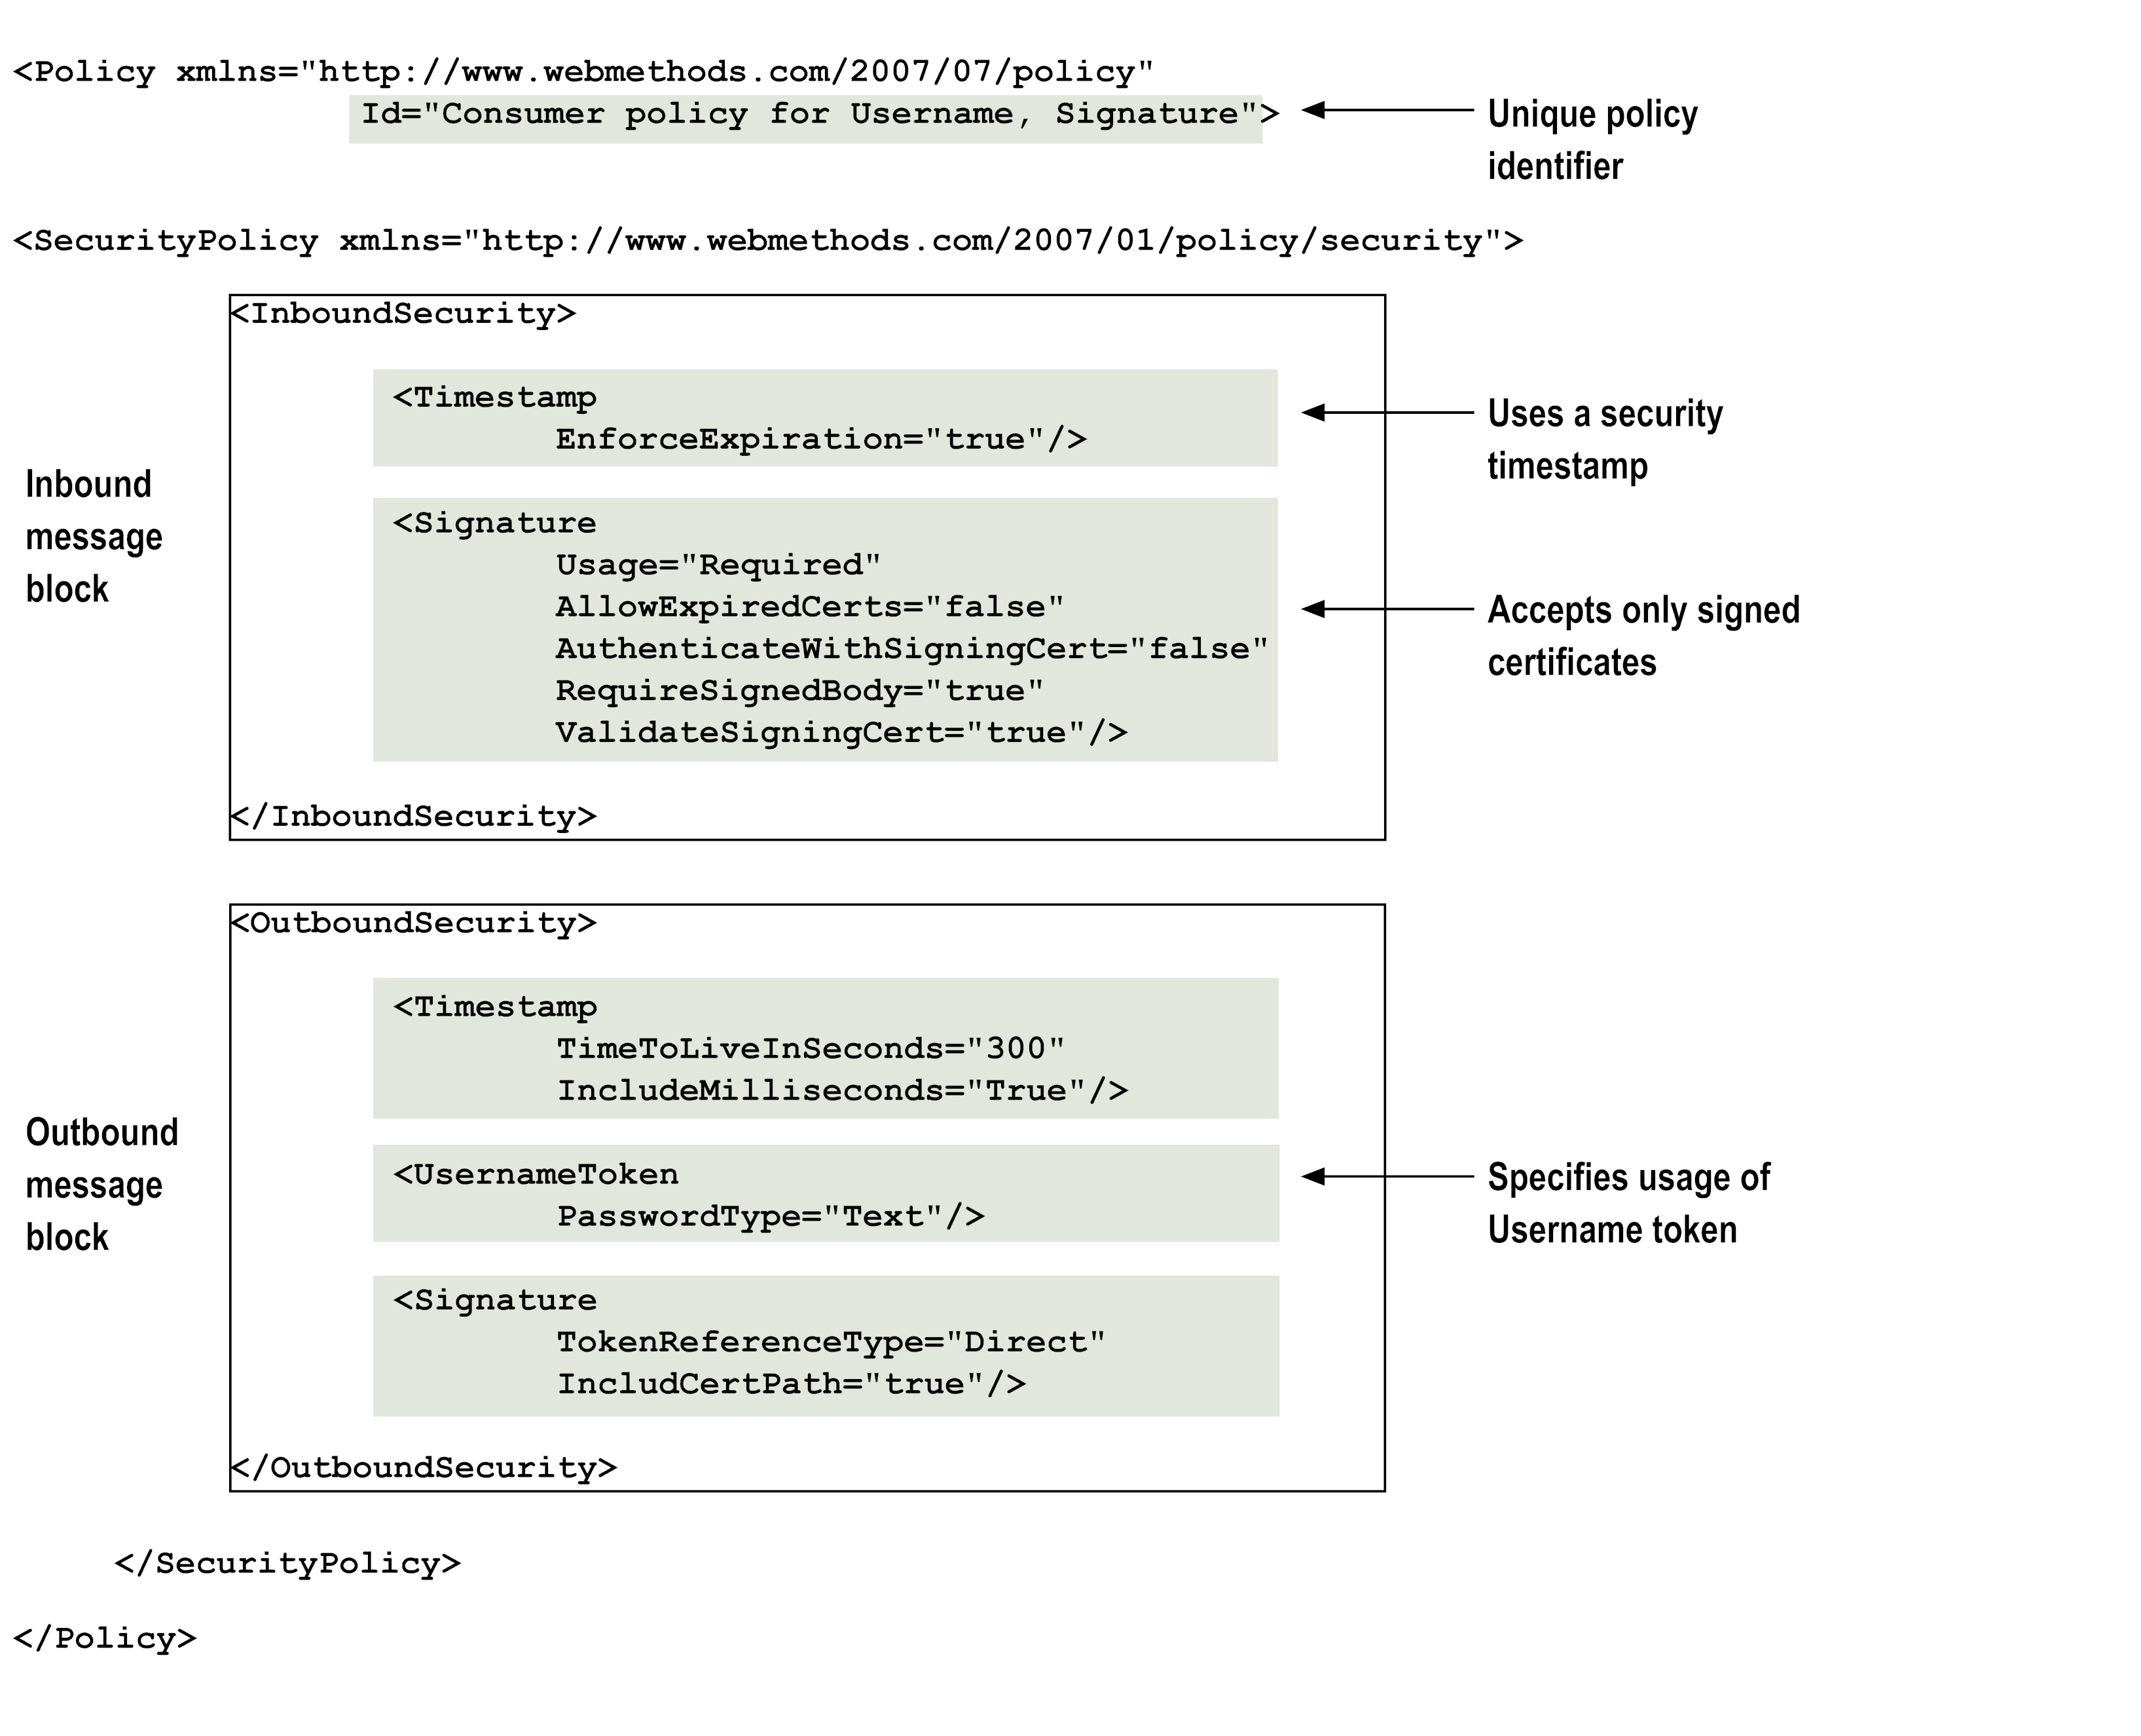 <Policy xmlns="http://www.webmethods.com/2007/07/policy"
Id="Consumer policy for Username, Signature">
Unique policy
identifier
<SecurityPolicy xmlns="http://www.webmethods.com/2007/01/policy/security">
Inbound
message
block
<InboundSecurity>
<Timestamp
EnforceExpiration="true"/>
Uses a security
timestamp
<Signature
Usage="Required"
AllowExpiredCerts="false"
AuthenticateWithSigningCert="false"
RequireSignedBody="true"
ValidateSigningCert="true"/>
Accepts only signed
certificates
</InboundSecurity>
Outbound
message
block
<OutboundSecurity>
<Timestamp
TimeToLiveInSeconds="300"
IncludeMilliseconds="True"/>
<UsernameToken
PasswordType="Text"/>
Specifies usage of
Username token
<Signature
TokenReferenceType="Direct"
IncludCertPath="true"/>
</OutboundSecurity>
</SecurityPolicy>
</Policy>